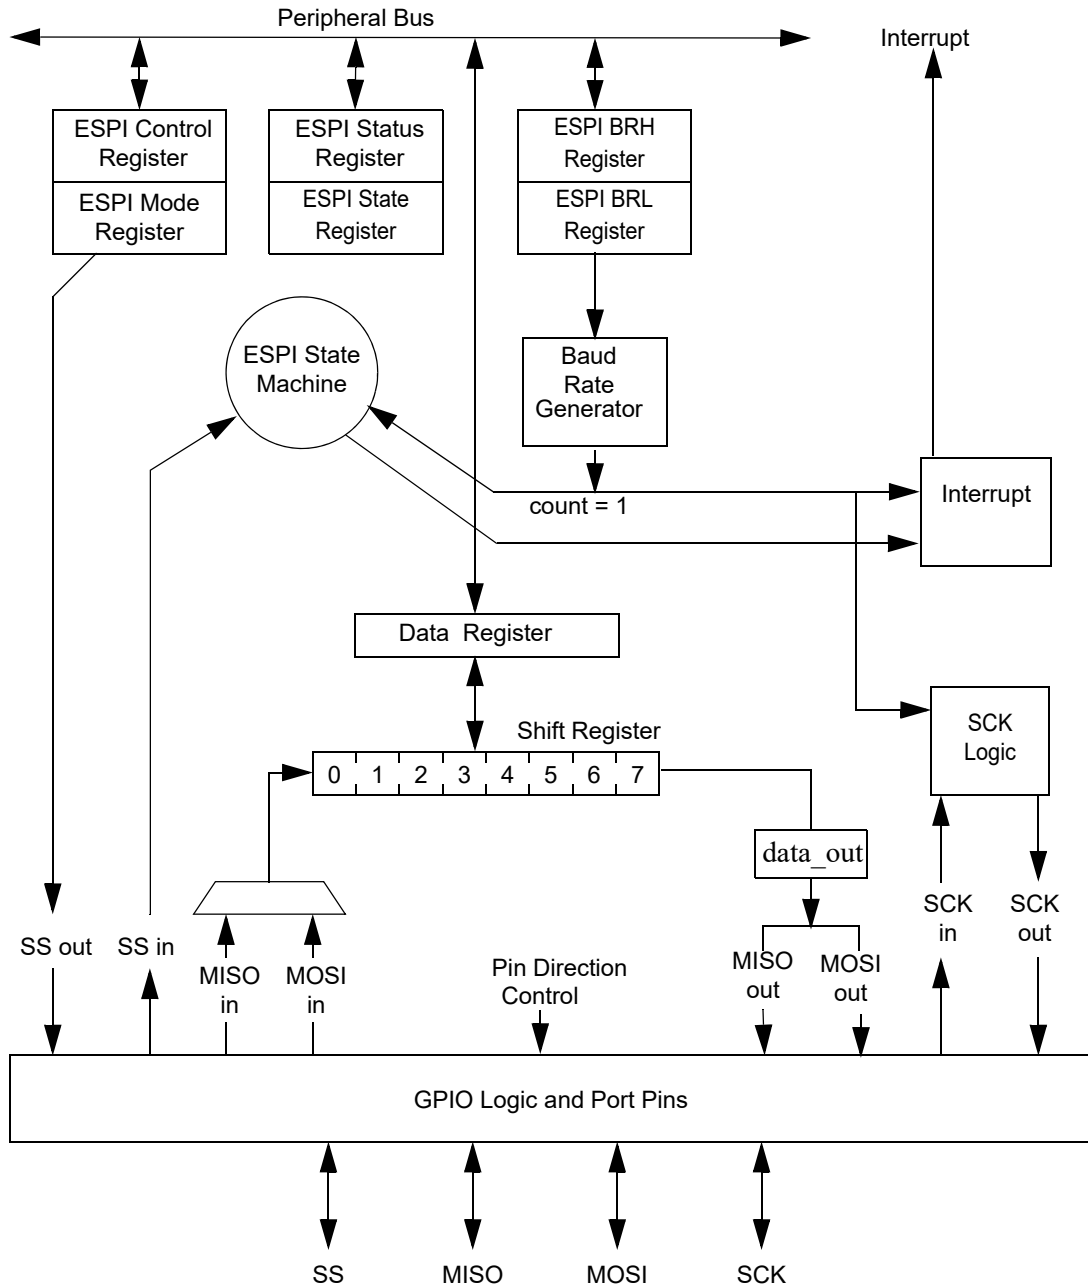 Peripheral Bus
Interrupt
ESPI Control
Register
ESPI Mode
Register
ESPI Status
Register
ESPI State
Register
ESPI BRH
Register
ESPI BRL
Register
ESPI State
Machine
Baud
Rate
Generator
count = 1
Interrupt
Data Register
Shift Register
0 1 2 3 4 5 6 7
SCK
Logic
data_out
SS out
SS in
MISO
in
MOSI
in
Pin Direction
Control
MISO
out
MOSI
out
SCK
in
SCK
out
GPIO Logic and Port Pins
SS
MISO
MOSI
SCK